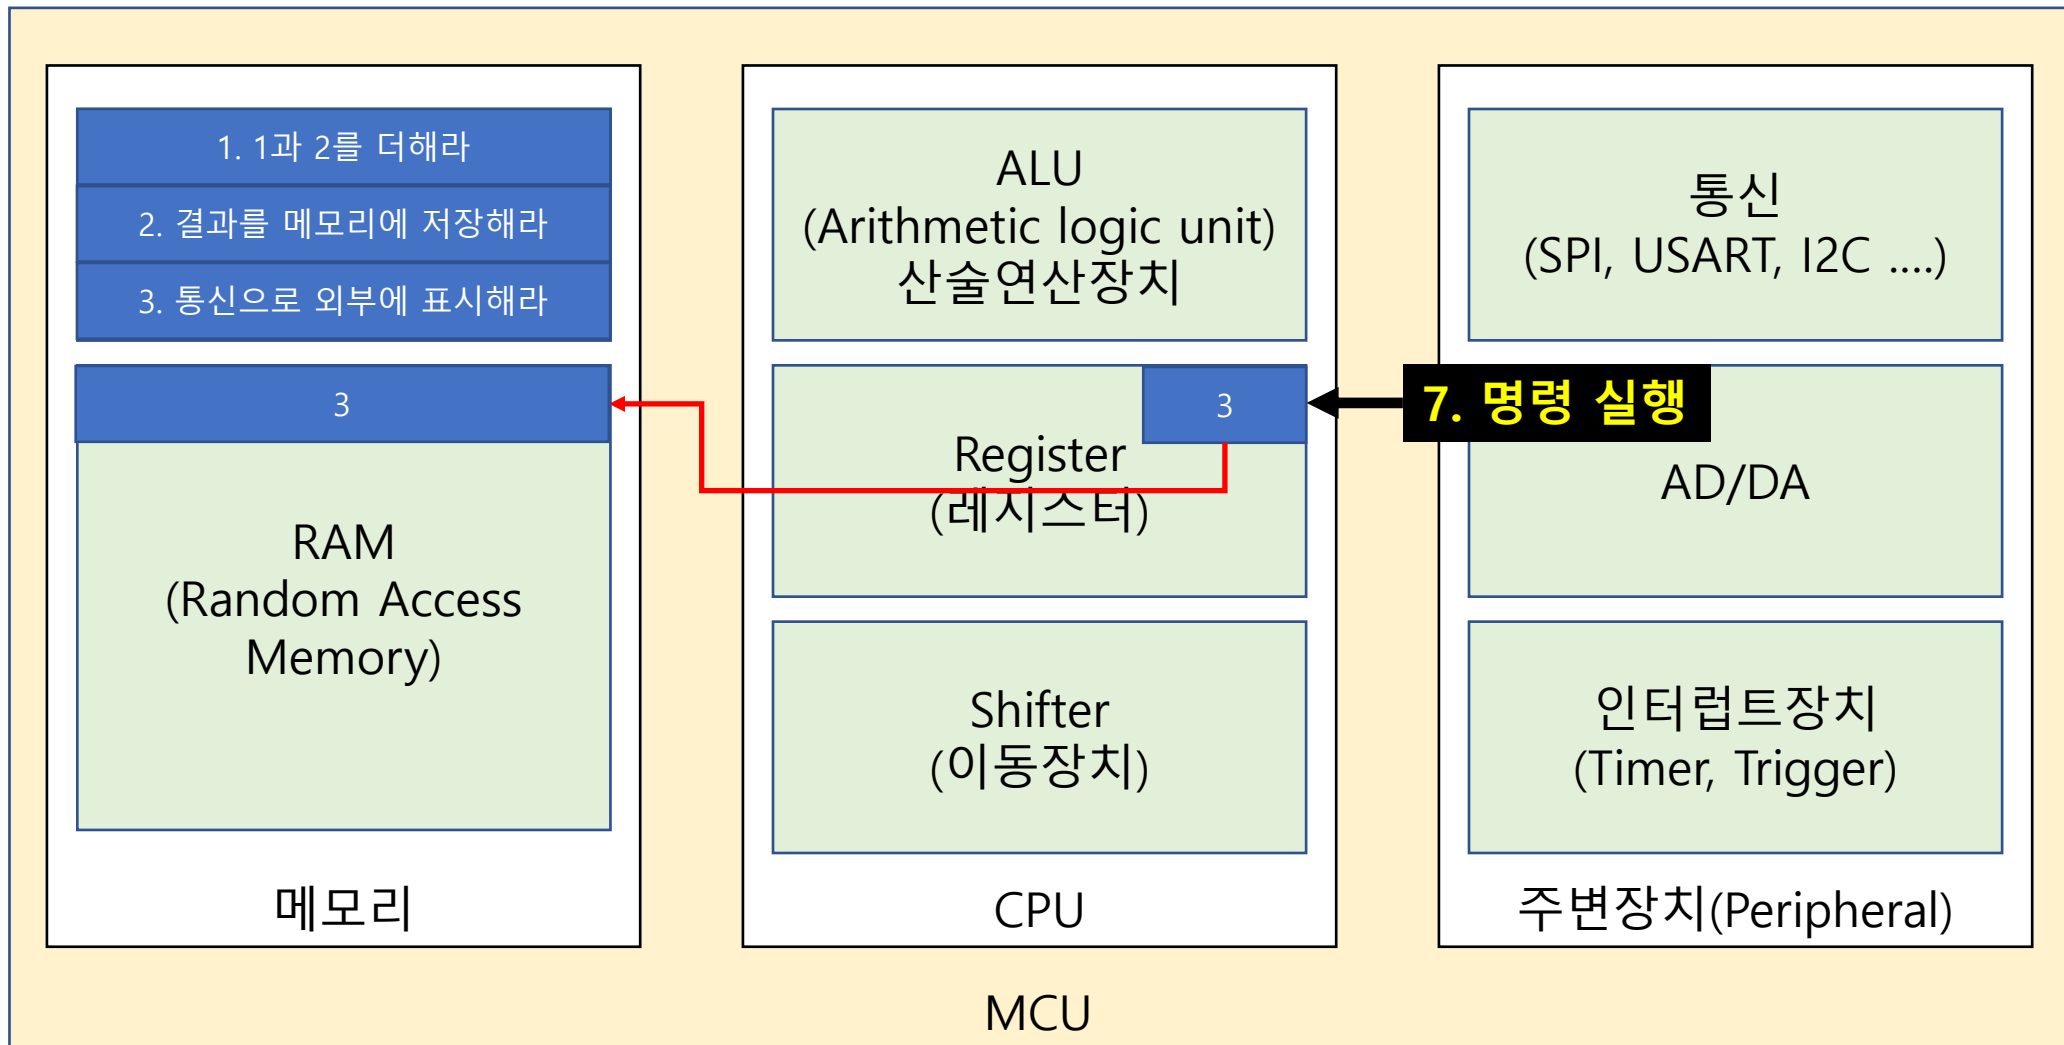 1. 1과 2를 더해라
2. 결과를 메모리에 저장해라
3. 통신으로 외부에 표시해라
3
RAM
(Random Access
Memory)
메모리
ALU
(Arithmetic logic unit)
산술연산장치
3
Register
(레지스터)
Shifter
(이동장치)
CPU
통신
(SPI, USART, I2C ....)
7. 명령 실행
AD/DA
인터럽트장치
(Timer, Trigger)
주변장치(Peripheral)
MCU